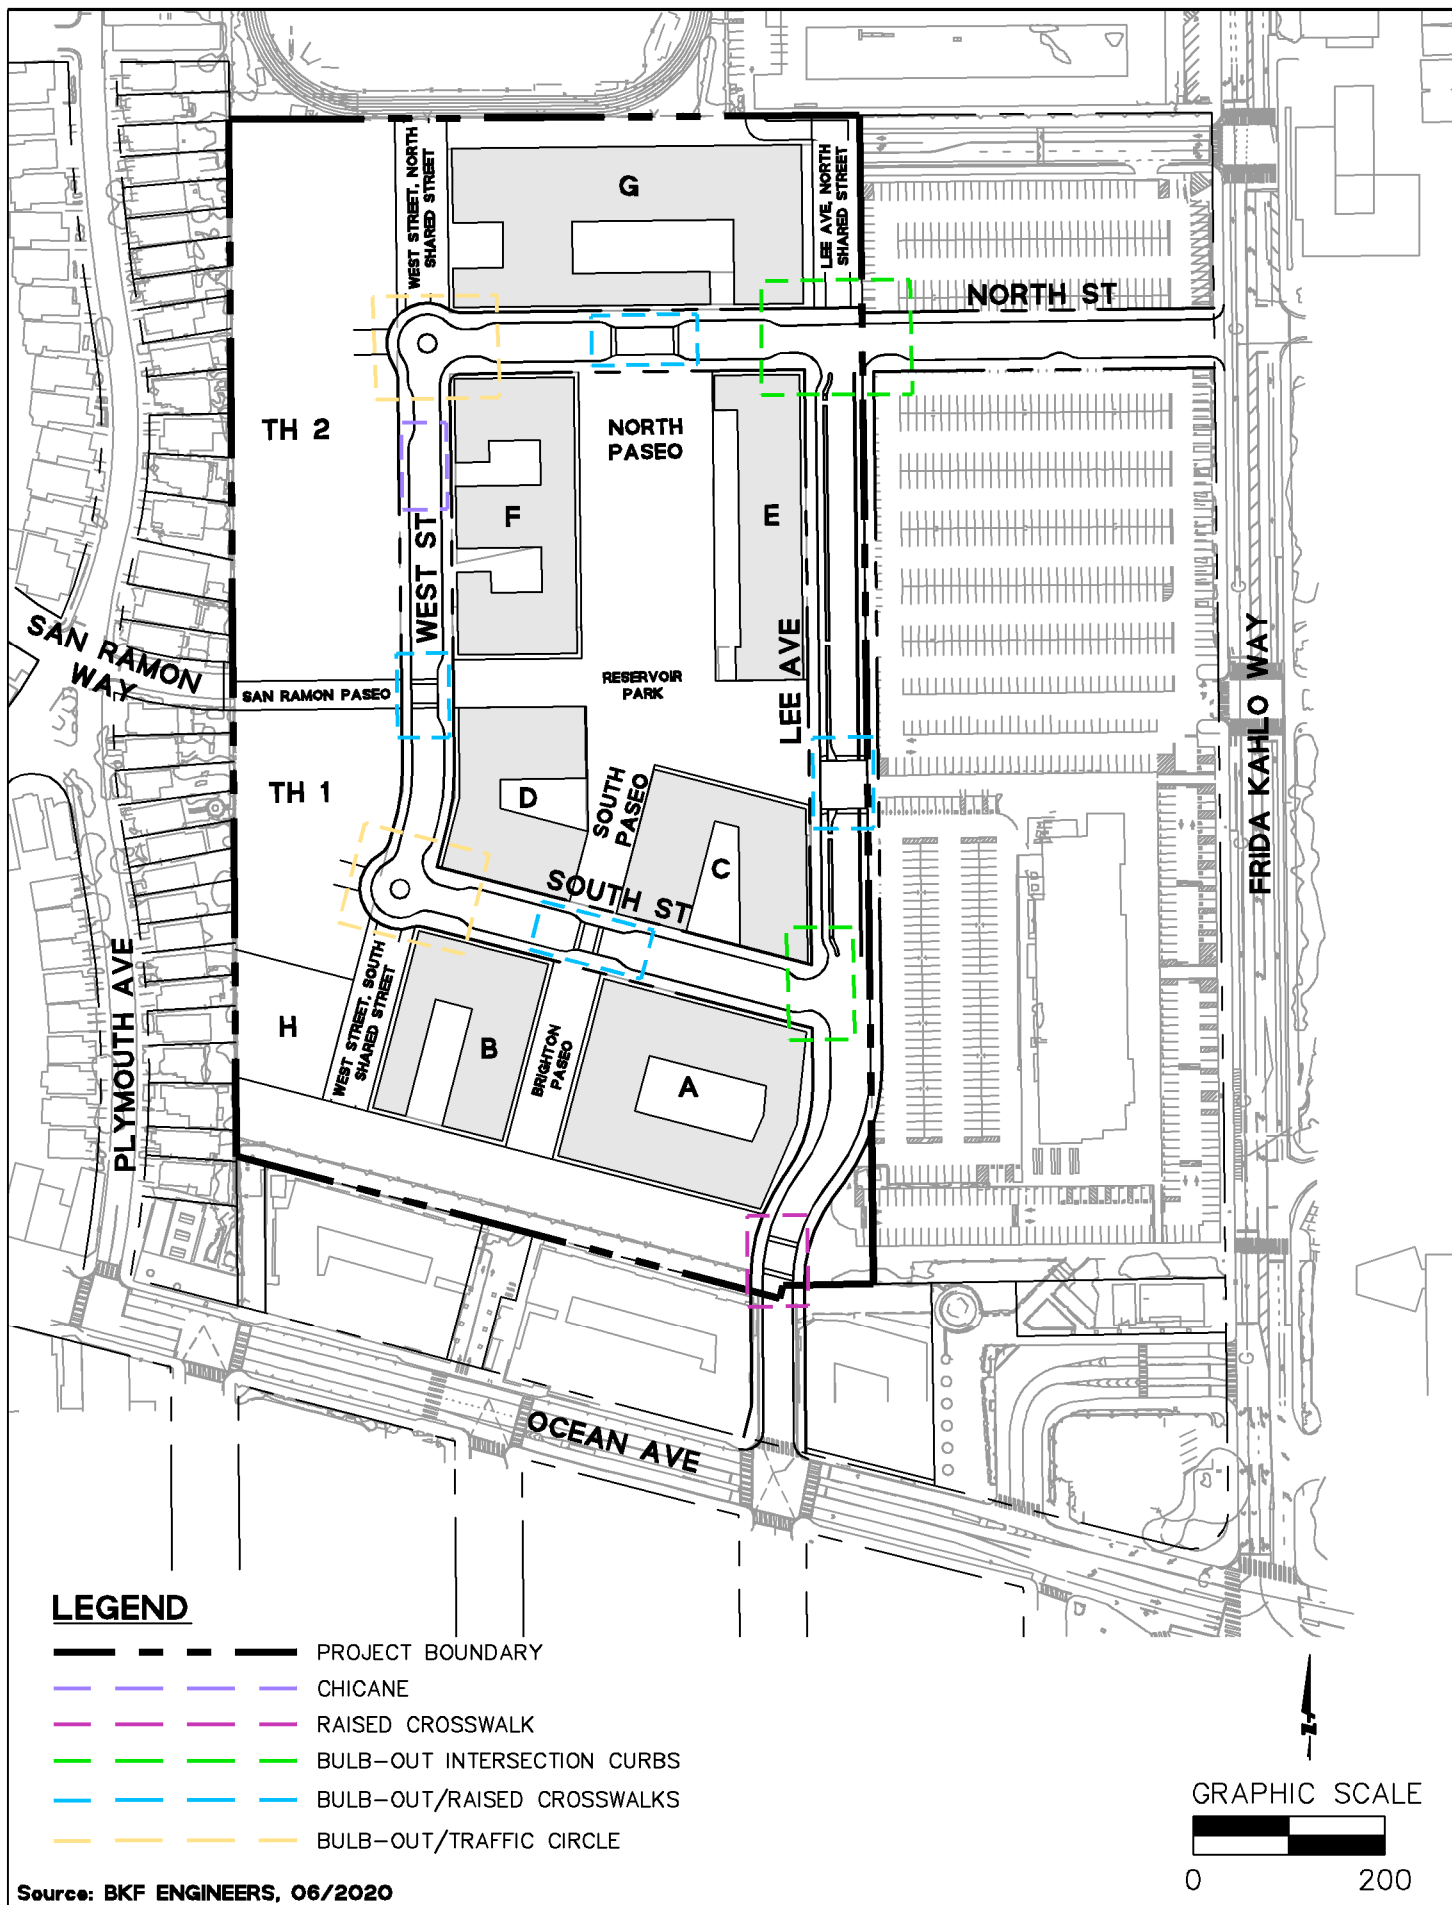 WEST STREET, NORTH
SHARED STREET
G
LEE AVE, NORTH
SHARED STREET
NORTH ST
TH 2
NORTH
PASEO
F
E
WEST ST
SAN RAMON
WAY
SAN RAMON PASEO
RESERVOIR
PARK
LEE AVE
FRIDA KAHLO WAY
TH 1
D
SOUTH
PASEO
C
SOUTH ST
PLYMOUTH AVE
H
WEST STREET, SOUTH
SHARED STREET
B
BRIGHTON
PASEO
A
OCEAN AVE
LEGEND
PROJECT BOUNDARY
CHICANE
RAISED CROSSWALK
BULB-OUT INTERSECTION CURBS
BULB-OUT/RAISED CROSSWALKS
BULB-OUT/TRAFFIC CIRCLE
Z
GRAPHIC SCALE
0 200
Source: BKF ENGINEERS, 06/2020